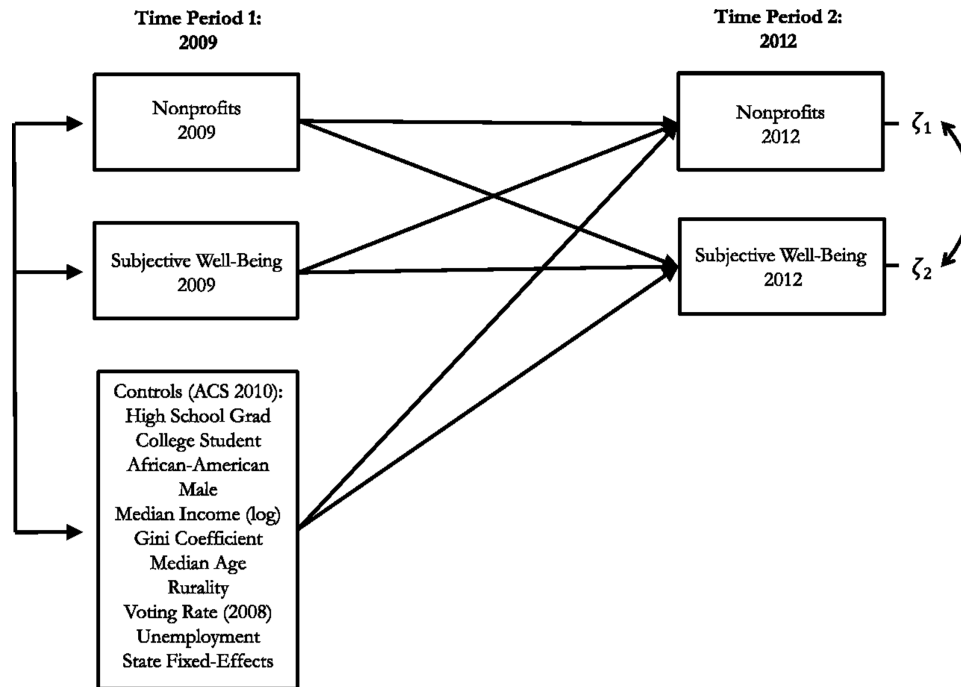 Time Period 1:
2009
Time Period 2:
2012
Nonprofits
2009
Nonprofits
2012
ζ1
Subjective Well-Being
2009
Subjective Well-Being
2012
ζ2
Controls (ACS 2010):
High School Grad
College Student
African-American
Male
Median Income (log)
Gini Coefficient
Median Age
Rurality
Voting Rate (2008)
Unemployment
State Fixed-Effects